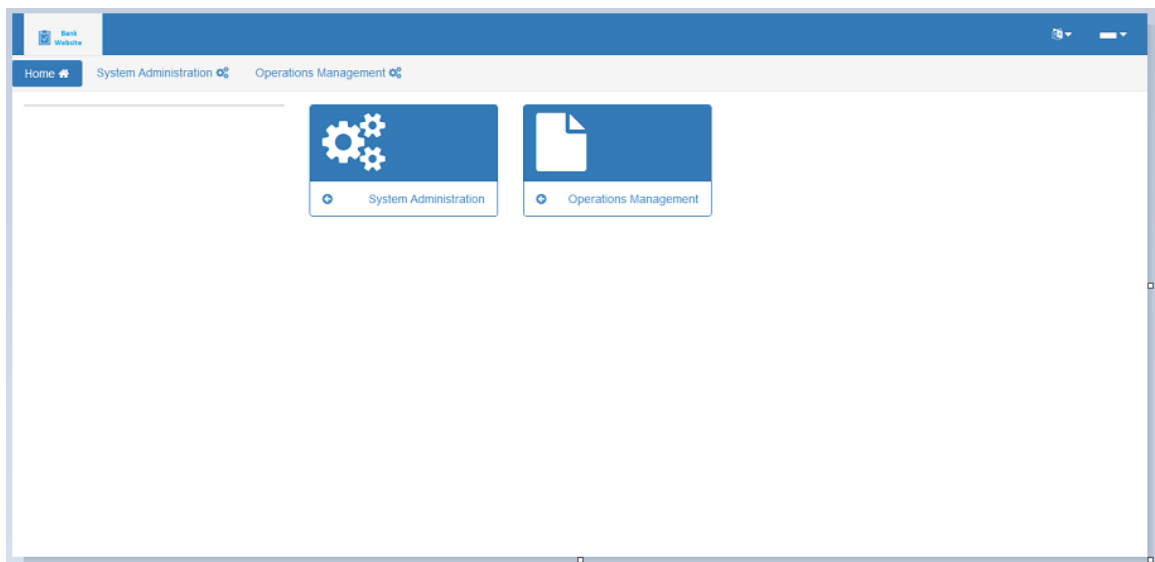 Bank
Website
Home
System Administration
Operations Management
System Administration
Operations Management